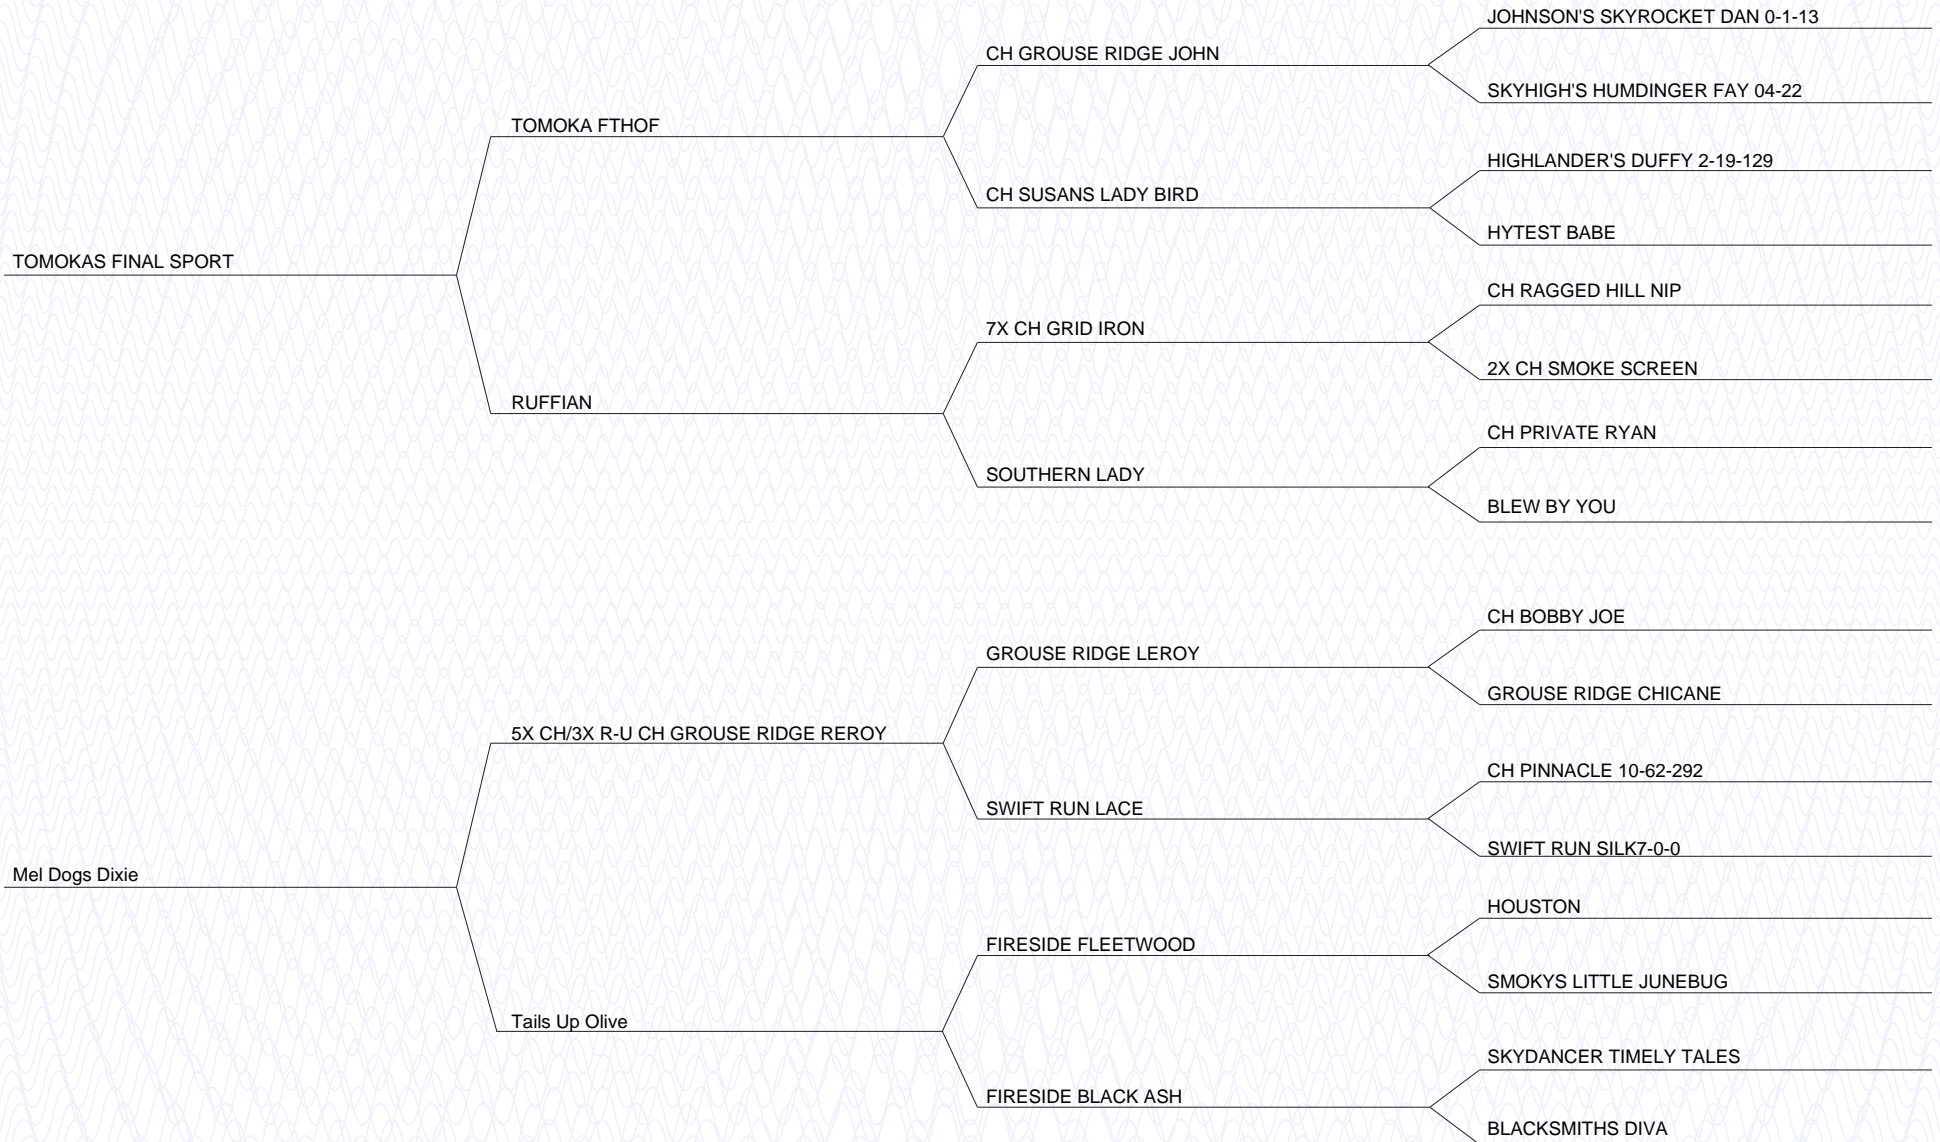 JOHNSON'S SKYROCKET DAN 0-1-13
CH GROUSE RIDGE JOHN
SKYHIGH'S HUMDINGER FAY 04-22
TOMOKA FTHOF
HIGHLANDER'S DUFFY 2-19-129
CH SUSANS LADY BIRD
HYTEST BABE
TOMOKAS FINAL SPORT
CH RAGGED HILL NIP
7X CH GRID IRON
2X CH SMOKE SCREEN
RUFFIAN
CH PRIVATE RYAN
SOUTHERN LADY
BLEW BY YOU
CH BOBBY JOE
GROUSE RIDGE LEROY
GROUSE RIDGE CHICANE
5X CH/3X R-U CH GROUSE RIDGE REROY
CH PINNACLE 10-62-292
SWIFT RUN LACE
SWIFT RUN SILK7-0-0
Mel Dogs Dixie
HOUSTON
FIRESIDE FLEETWOOD
SMOKYS LITTLE JUNEBUG
Tails Up Olive
SKYDANCER TIMELY TALES
FIRESIDE BLACK ASH
BLACKSMITHS DIVA